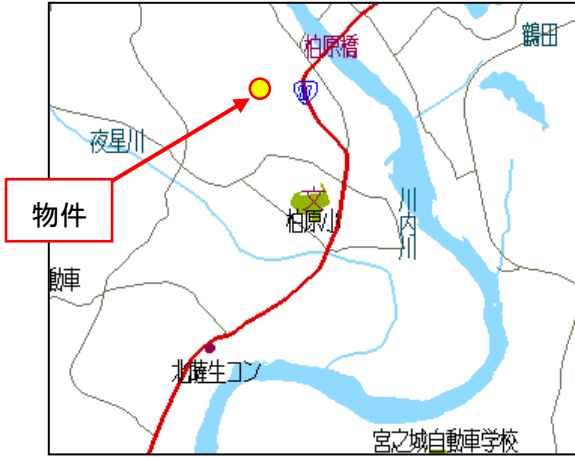 柏原橋
鶴田
夜星川
物件
柏原小
川内川
動車
北薩生コン
宮之城自動車学校